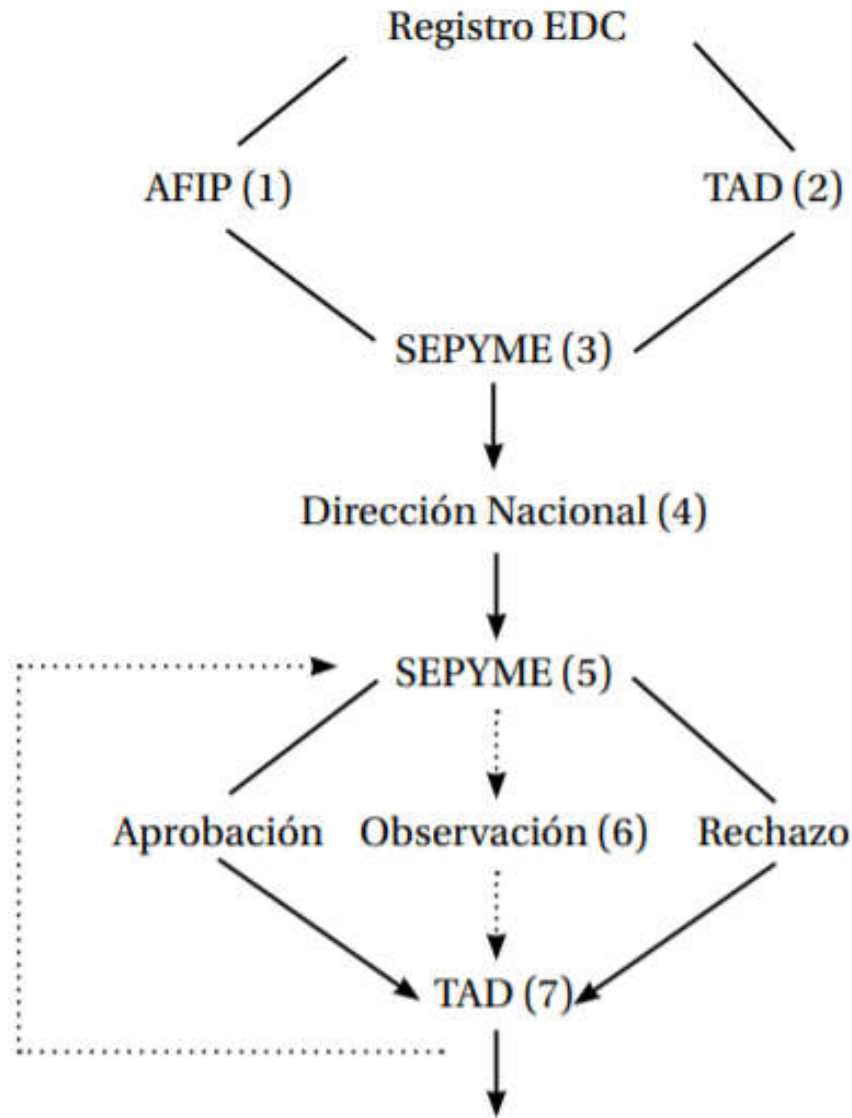 Registro EDC
AFIP (1)
TAD (2)
SEPYME (3)
Dirección Nacional (4)
SEPYME (5)
Aprobación
Observación (6)
Rechazo
TAD (7)